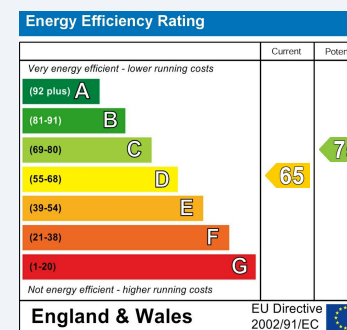 Energy Efficiency Rating
Current
Very energy efficient - lower running costs
(92 plus) A
(81-91) B
(69-80) C
(55-68) D
65
(39-54) E
(21-38) F
(1-20) G
Not energy efficient - higher running costs
England & Wales
EU Directive
2002/91/EC